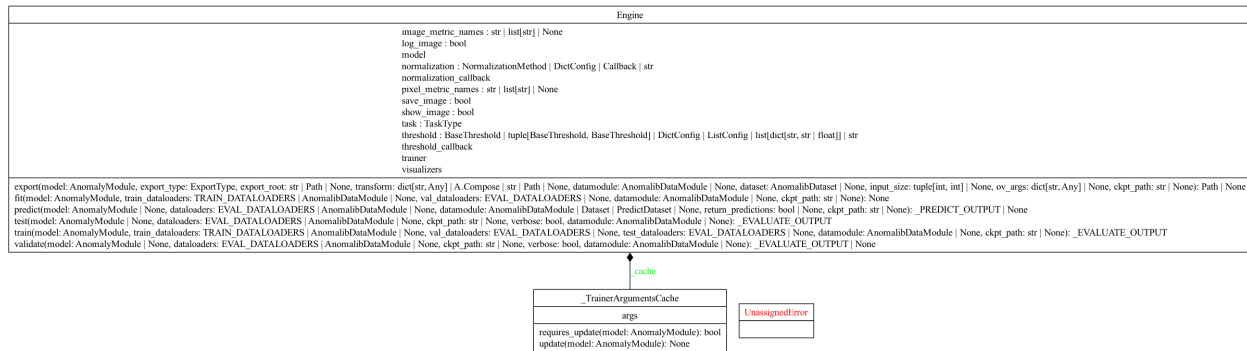 Engine
image_metric_names : str | list[str] | None
log_image : bool
model
normalization : NormalizationMethod | DictConfig | Callback | str
normalization_callback
pixel_metric_names : str | list[str] | None
save_image : bool
show_image : bool
task : TaskType
threshold : BaseThreshold | tuple[BaseThreshold, BaseThreshold] | DictConfig | ListConfig | list[dict[str, str | float]] | str
threshold_callback
trainer
visualizers
export(model: AnomalyModule, export_type: ExportType, export_root: str | Path | None, transform: dict[str, Any] | A.Compose | str | Path | None, datamodule: AnomalibDataModule | None, dataset: AnomalibDataset | None, input_size: tuple[int, int] | None, ov_args: dict[str, Any] | None, ckpt_path: str | None): Path | None
fit(model: AnomalyModule, train_dataloaders: TRAIN_DATALOADERS | AnomalibDataModule | None, val_dataloaders: EVAL_DATALOADERS | None, datamodule: AnomalibDataModule | None, ckpt_path: str | None): None
predict(model: AnomalyModule | None, dataloaders: EVAL_DATALOADERS | AnomalibDataModule | None, datamodule: AnomalibDataModule | Dataset | PredictDataset | None, return_predictions: bool | None, ckpt_path: str | None): _PREDICT_OUTPUT | None
test(model: AnomalyModule | None, dataloaders: EVAL_DATALOADERS | AnomalibDataModule | None, ckpt_path: str | None, verbose: bool, datamodule: AnomalibDataModule | None): _EVALUATE_OUTPUT
train(model: AnomalyModule, train_dataloaders: TRAIN_DATALOADERS | AnomalibDataModule | None, val_dataloaders: EVAL_DATALOADERS | None, test_dataloaders: EVAL_DATALOADERS | None, datamodule: AnomalibDataModule | None, ckpt_path: str | None): _EVALUATE_OUTPUT
validate(model: AnomalyModule | None, dataloaders: EVAL_DATALOADERS | AnomalibDataModule | None, ckpt_path: str | None, verbose: bool, datamodule: AnomalibDataModule | None): _EVALUATE_OUTPUT | None
_cache
_TrainerArgumentsCache
args
requires_update(model: AnomalyModule): bool
update(model: AnomalyModule): None
UnassignedError